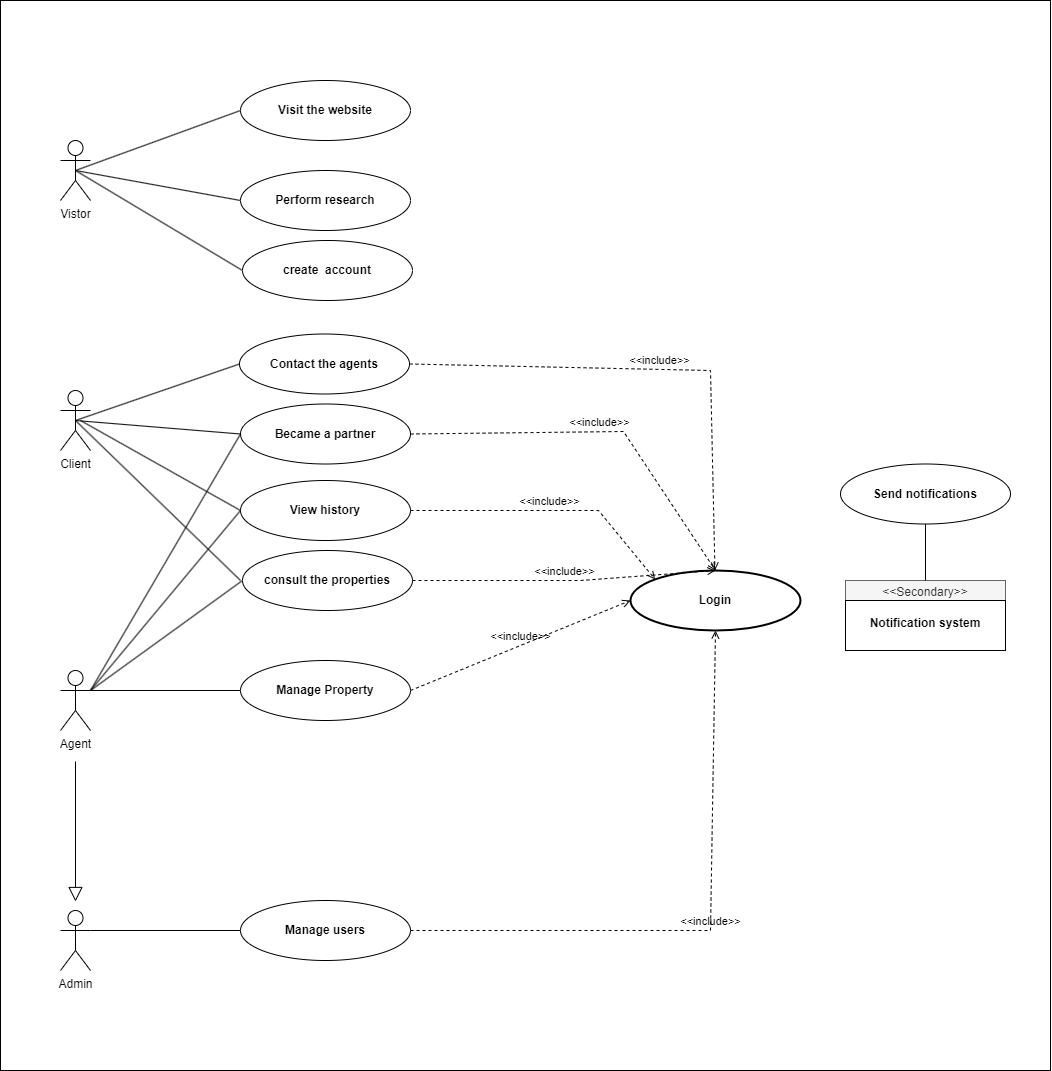 Visit the website
Perform research
Vistor
create  account
Contact the agents
<<include>>
Became a partner
<<include>>
Client
View history
<<include>>
Send notifications
consult the properties
<<include>>
Login
<<Secondary>>
Notification system
<<include>>
Manage Property
Agent
Manage users
<<include>>
Admin